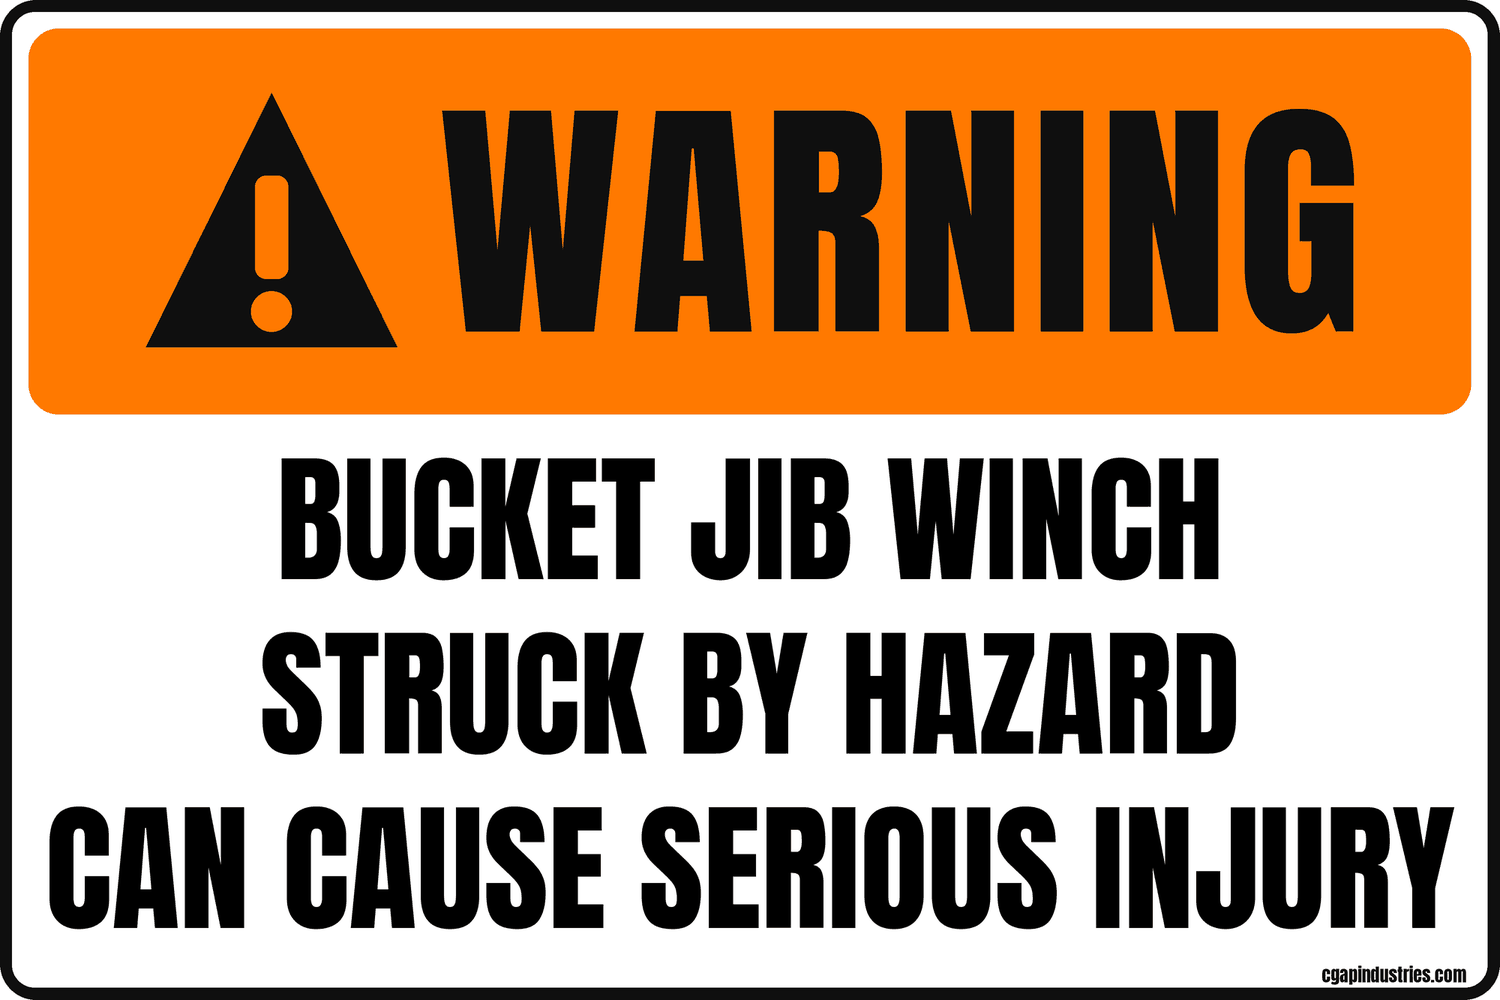 WARNING
BUCKET JIB WINCH
STRUCK BY HAZARD
CAN CAUSE SERIOUS INJURY
cgapindustries.com